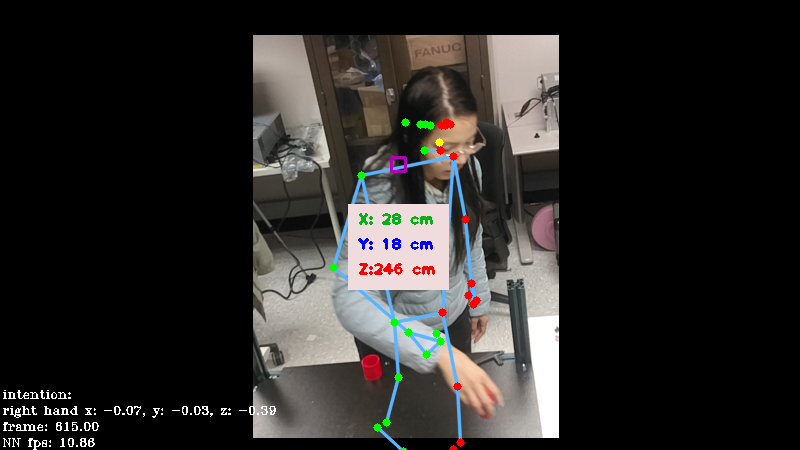 FANUC
X: 28 cm
Y: 18 cm
Z:246 cm
intention:
right hand x: -0.07, y: -0.03, z: -0.39
frame: 615.00
NN fps: 10.86